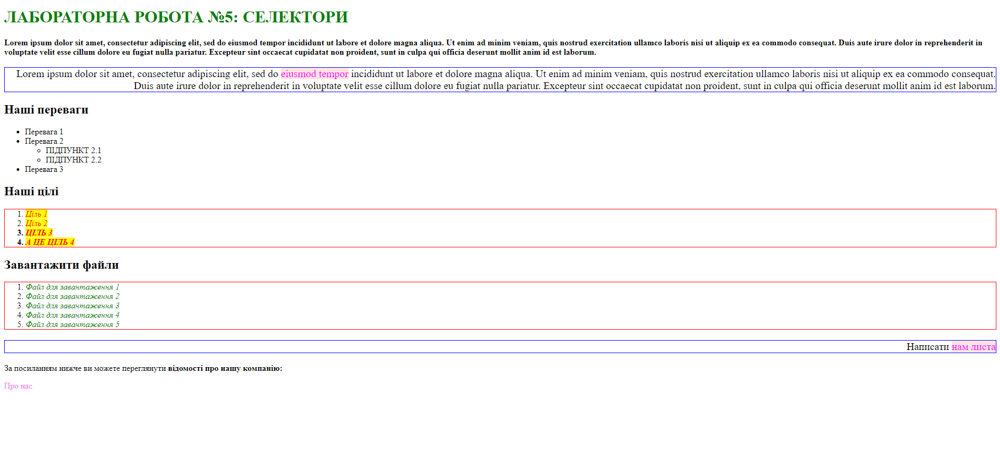 ЛАБОРАТОРНА РОБОТА №5: СЕЛЕКТОРИ
Lorem ipsum dolor sit amet, consectetur adipiscing elit, sed do eiusmod tempor incididunt ut labore et dolore magna aliqua. Ut enim ad minim veniam, quis nostrud exercitation ullamco laboris nisi ut aliquip ex ea commodo consequat. Duis aute irure dolor in reprehenderit in
voluptate velit esse cillum dolore eu fugiat nulla pariatur. Excepteur sint occaecat cupidatat non proident, sunt in culpa qui officia deserunt mollit anim id est laborum.
Lorem ipsum dolor sit amet, consectetur adipiscing elit, sed do eiusmod tempor incididunt ut labore et dolore magna aliqua. Ut enim ad minim veniam, quis nostrud exercitation ullamco laboris nisi ut aliquip ex ea commodo consequat.
Duis aute irure dolor in reprehenderit in voluptate velit esse cillum dolore eu fugiat nulla pariatur. Excepteur sint occaecat cupidatat non proident, sunt in culpa qui officia deserunt mollit anim id est laborum.
Наші переваги
Перевага 1
Перевага 2
ПІДПУНКТ 2.1
ПІДПУНКТ 2.2
Перевага 3
Наші цілі
1. Ціль 1
2. Ціль 2
3. ЦІЛЬ 3
4. А ЦЕ ЦІЛЬ 4
Завантажити файли
1. Файл для завантаження 1
2. Файл для завантаження 2
3. Файл для завантаження 3
4. Файл для завантаження 4
5. Файл для завантаження 5
Написати нам листа
За посиланням нижче ви можете переглянути відомості про нашу компанію:
Про нас